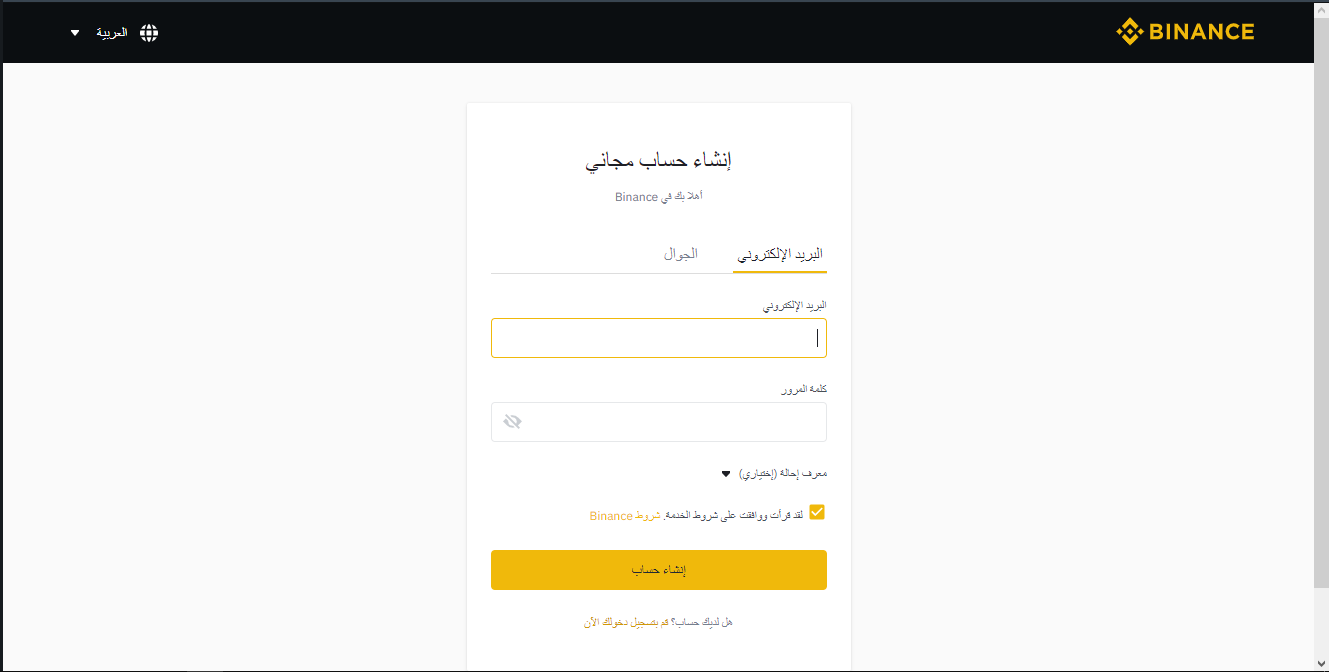 BINANCE
العربية
إنشاء حساب مجاني
أهلا بك في Binance
البريد الإلكتروني
الجوال
البريد الإلكتروني
كلمة المرور
معرف إحالة (إختياري)
لقد قرأت ووافقت على شروط الخدمة. شروط Binance
إنشاء حساب
هل لديك حساب؟ قم بتسجيل دخولك الآن